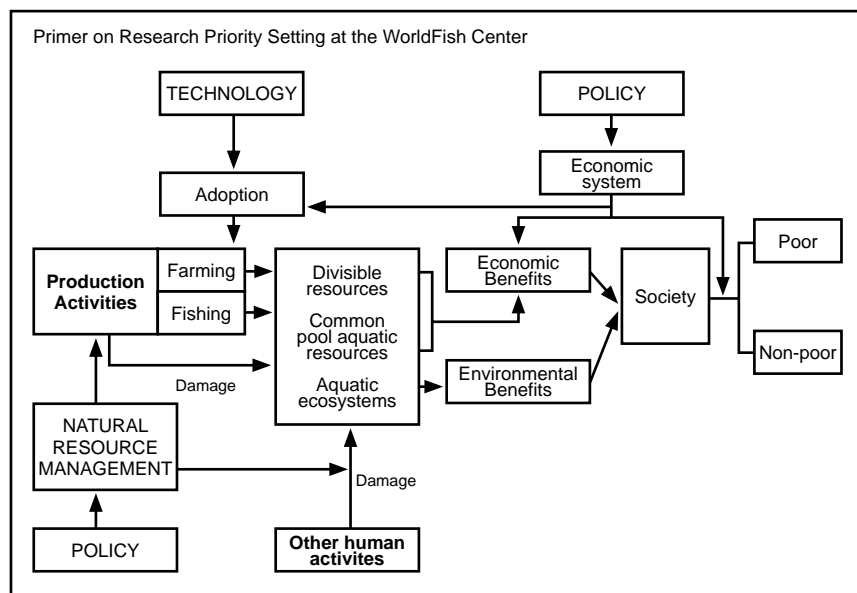 Primer on Research Priority Setting at the WorldFish Center
TECHNOLOGY
POLICY
Economic
system
Adoption
Production
Activities
Farming
Fishing
Divisible
resources
Common
pool aquatic
resources
Aquatic
ecosystems
Economic
Benefits
Environmental
Benefits
Society
Poor
Non-poor
Damage
NATURAL
RESOURCE
MANAGEMENT
Damage
POLICY
Other human
activites